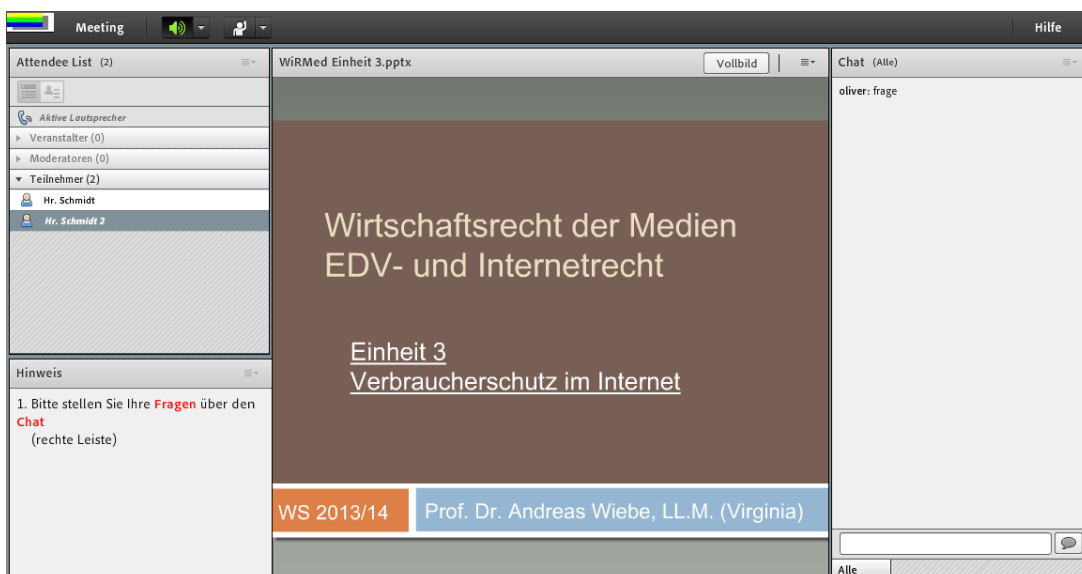 Meeting
Hilfe
Attendee List (2)
Aktive Lautsprecher
Veranstalter (0)
Moderatoren (0)
Teilnehmer (2)
Hr. Schmidt
Hr. Schmidt 2
Hinweis
1. Bitte stellen Sie Ihre Fragen über den
Chat
(rechte Leiste)
WiRMed Einheit 3.pptx
Vollbild
Wirtschaftsrecht der Medien
EDV- und Internetrecht
Einheit 3
Verbraucherschutz im Internet
WS 2013/14
Prof. Dr. Andreas Wiebe, LL.M. (Virginia)
Chat (Alle)
oliver: frage
Alle